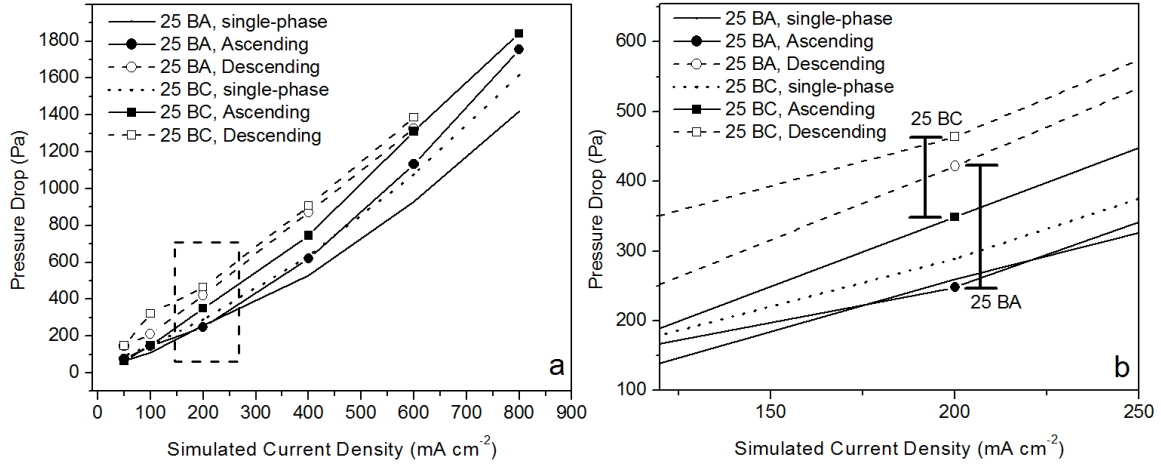 25 BA, single-phase
25 BA, Ascending
25 BA, Descending
25 BC, single-phase
25 BC, Ascending
25 BC, Descending
1800
1600
1400
1200
1000
800
600
400
200
0
Pressure Drop (Pa)
0 100 200 300 400 500 600 700 800 900
Simulated Current Density (mA cm⁻²)
a
25 BA, single-phase
25 BA, Ascending
25 BA, Descending
25 BC, single-phase
25 BC, Ascending
25 BC, Descending
25 BC
25 BA
600
500
400
300
200
100
Pressure Drop (Pa)
150 200 250
Simulated Current Density (mA cm⁻²)
b